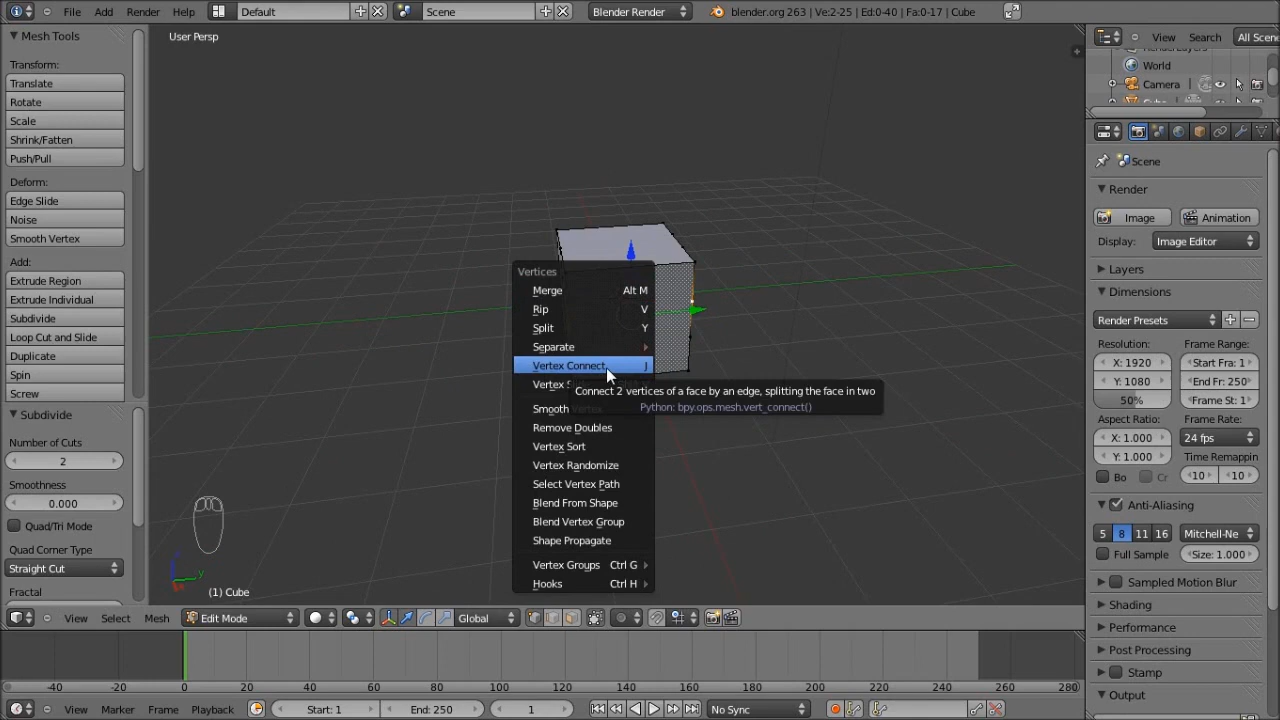 File Add Render Help Default Scene Blender Render blender.org 263 | Ve:2-25 | Ed:0-40 | Fa:0-17 | Cube
Mesh Tools
Transform:
Translate
Rotate
Scale
Shrink/Fatten
Push/Pull
Deform:
Edge Slide
Noise
Smooth Vertex
Add:
Extrude Region
Extrude Individual
Subdivide
Loop Cut and Slide
Duplicate
Spin
Screw
Subdivide
Number of Cuts
2
Smoothness
0.000
Quad/Tri Mode
Quad Corner Type
Straight Cut
Fractal
User Persp
Vertices
Merge Alt M
Rip V
Split Y
Separate
Vertex Connect J
Vertex
Connect 2 vertices of a face by an edge, splitting the face in two
Python: bpy.ops.mesh.vert_connect()
Smooth
Remove Doubles
Vertex Sort
Vertex Randomize
Select Vertex Path
Blend From Shape
Blend Vertex Group
Shape Propagate
Vertex Groups Ctrl G
Hooks Ctrl H
z
y
(1) Cube
View Select Mesh Edit Mode Global
-40 -20 0 20 40 60 80 100 120 140 160 180 200 220 240 260 280
View Marker Frame Playback Start: 1 End: 250 1 No Sync
View Search All Scene
World
Camera
Scene
Render
Image Animation
Display: Image Editor
Layers
Dimensions
Render Presets
Resolution: Frame Range:
X: 1920 Start Fra: 1
Y: 1080 End Fr: 250
50% Frame St: 1
Aspect Ratio: Frame Rate:
X: 1.000 24 fps
Y: 1.000 Time Remappin
Bo Cr 10 10
Anti-Aliasing
5 8 11 16 Mitchell-Ne
Full Sample Size: 1.000
Sampled Motion Blur
Shading
Performance
Post Processing
Stamp
Output